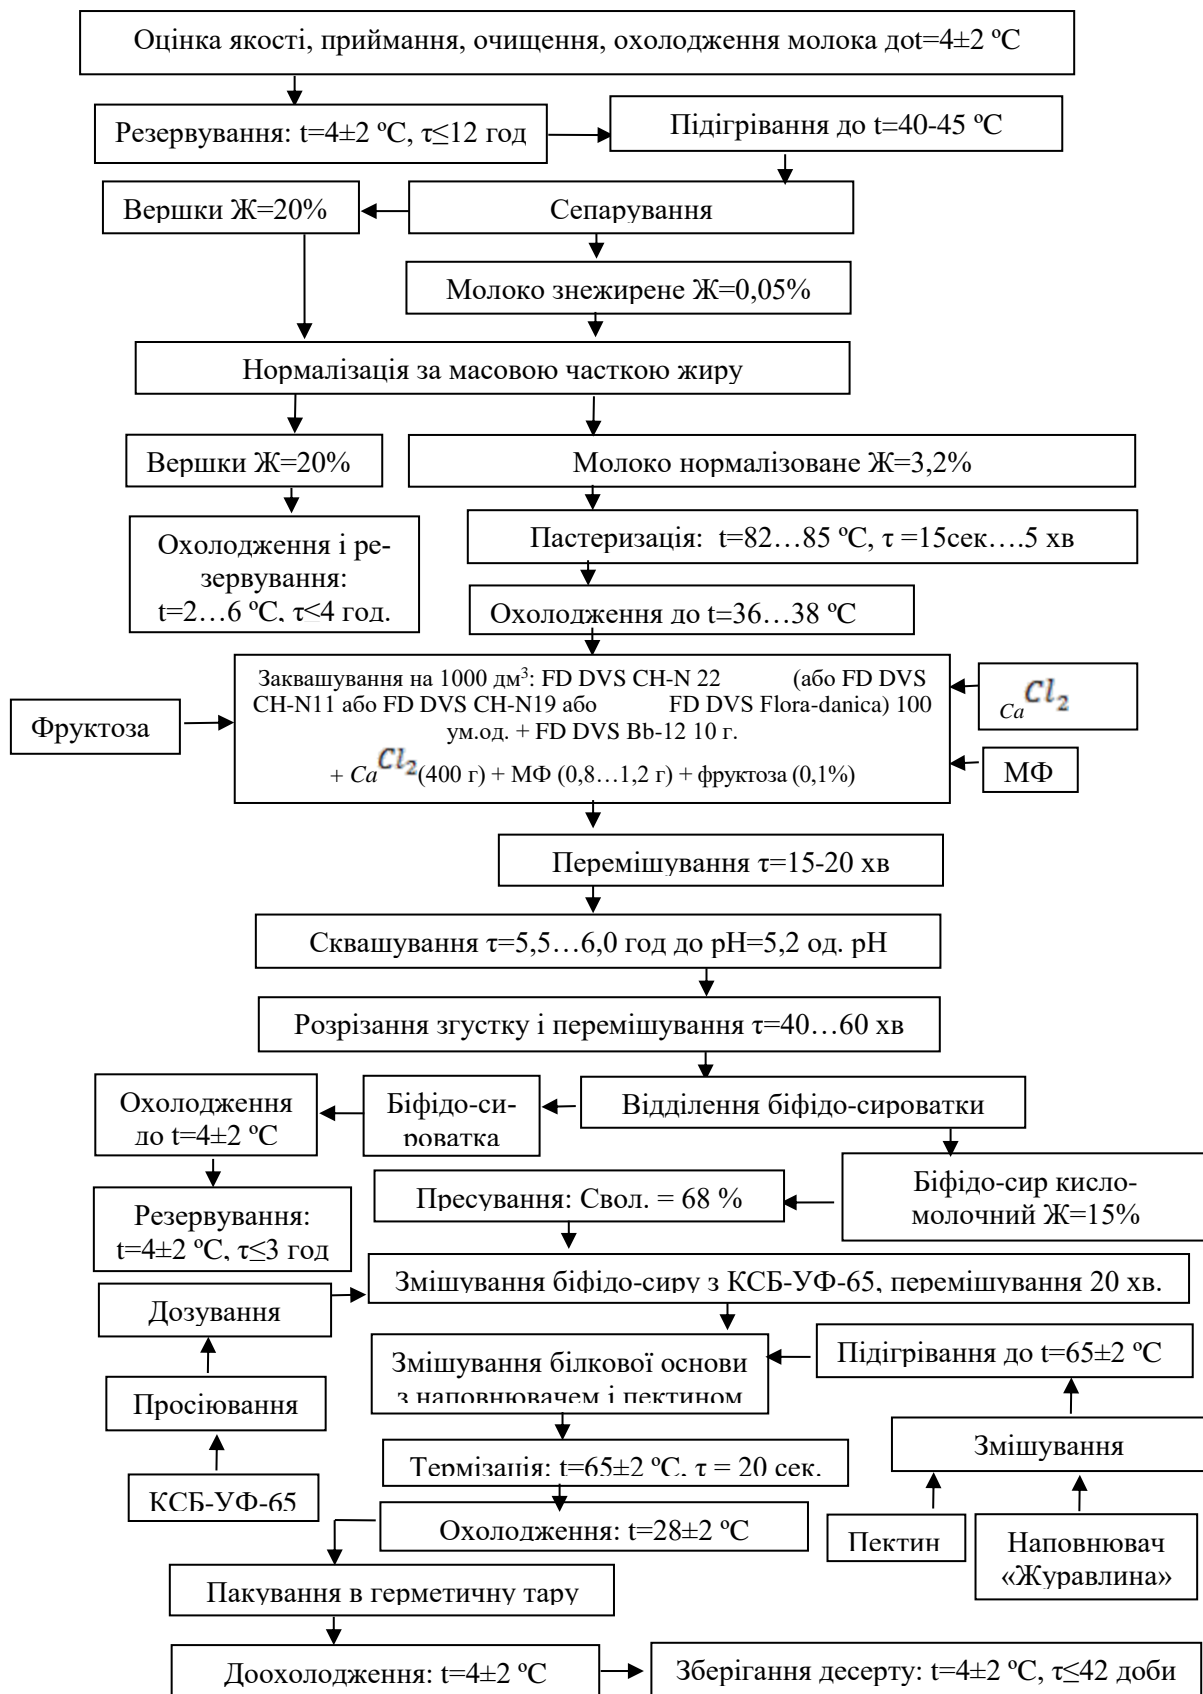 Оцінка якості, приймання, очищення, охолодження молока доt=4±2 ºС
Резервування: t=4±2 ºС, τ≤12 год
Підігрівання до t=40-45 ºС
Вершки Ж=20%
Сепарування
Молоко знежирене Ж=0,05%
Нормалізація за масовою часткою жиру
Вершки Ж=20%
Молоко нормалізоване Ж=3,2%
Охолодження і ре-
зервування:
t=2…6 ºС, τ≤4 год.
Пастеризація: t=82…85 ºС, τ =15сек….5 хв
Охолодження до t=36…38 ºС
Фруктоза
Заквашування на 1000 дм³: FD DVS CH-N 22 (або FD DVS
CH-N11 або FD DVS CH-N19 або FD DVS Flora-danica) 100
ум.од. + FD DVS Bb-12 10 г.
+ Ca Cl₂ (400 г) + МФ (0,8…1,2 г) + фруктоза (0,1%)
Ca Cl₂
МФ
Перемішування τ=15-20 хв
Сквашування τ=5,5…6,0 год до рН=5,2 од. рН
Розрізання згустку і перемішування τ=40…60 хв
Охолодження
до t=4±2 ºС
Біфідо-си-
роватка
Відділення біфідо-сироватки
Резервування:
t=4±2 ºС, τ≤3 год
Пресування: Свол. = 68 %
Біфідо-сир кисло-
молочний Ж=15%
Дозування
Змішування біфідо-сиру з КСБ-УФ-65, перемішування 20 хв.
Просіювання
Змішування білкової основи
з наповнювачем і пектином
Підігрівання до t=65±2 ºС
КСБ-УФ-65
Термізація: t=65±2 ºС, τ = 20 сек.
Змішування
Охолодження: t=28±2 ºС
Пектин
Наповнювач
«Журавлина»
Пакування в герметичну тару
Доохолодження: t=4±2 ºС
Зберігання десерту: t=4±2 ºС, τ≤42 доби